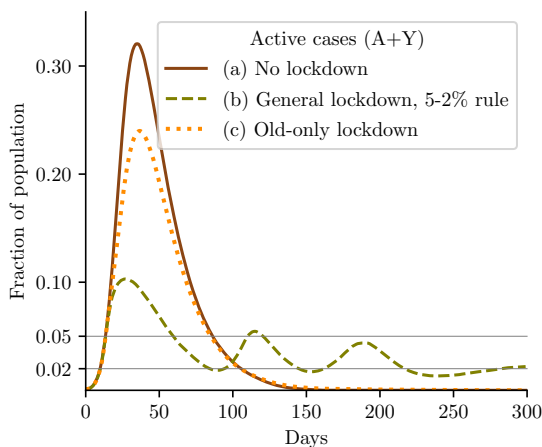 Active cases (A+Y)
(a) No lockdown
(b) General lockdown, 5-2% rule
(c) Old-only lockdown
Fraction of population
0.30
0.20
0.10
0.05
0.02
0 50 100 150 200 250 300
Days